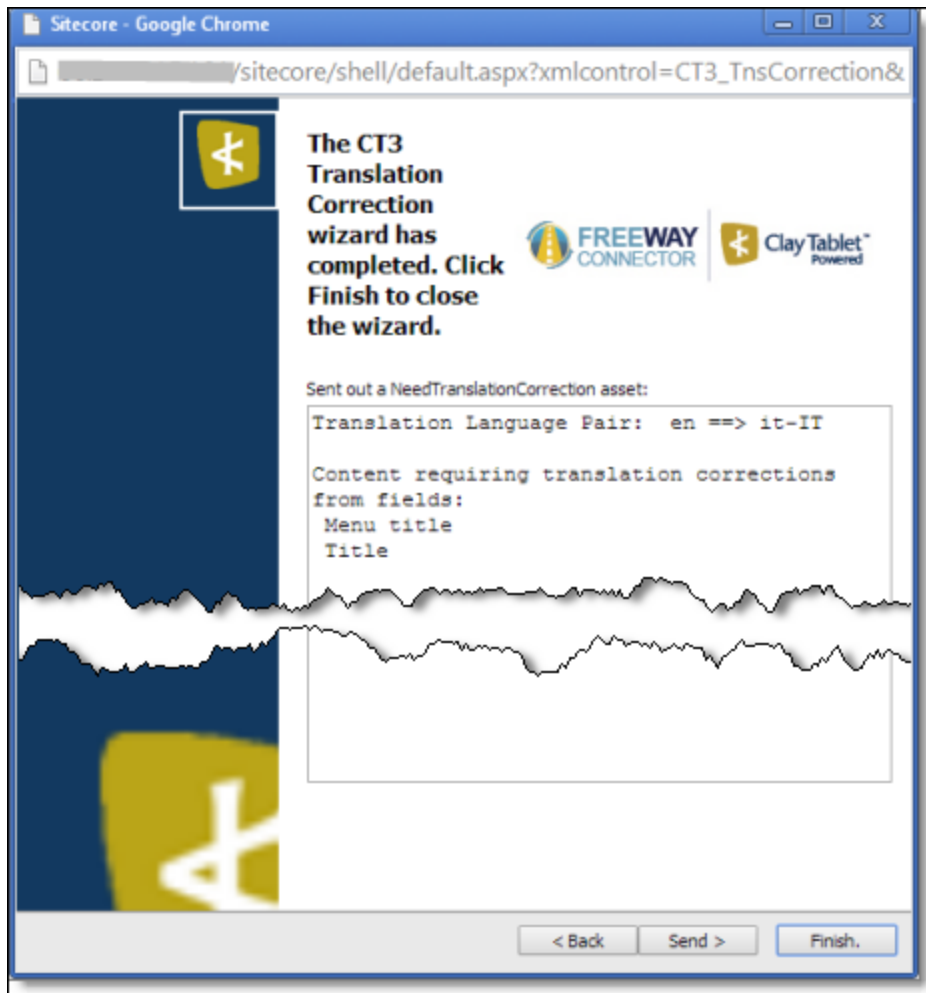 Sitecore - Google Chrome
/sitecore/shell/default.aspx?xmlcontrol=CT3_TnsCorrection&
The CT3
Translation
Correction
wizard has
completed. Click
Finish to close
the wizard.
FREEWAY
CONNECTOR
Clay Tablet™
Powered
Sent out a NeedTranslationCorrection asset:
Translation Language Pair:  en ==> it-IT
Content requiring translation corrections
from fields:
Menu title
Title
< Back
Send >
Finish.